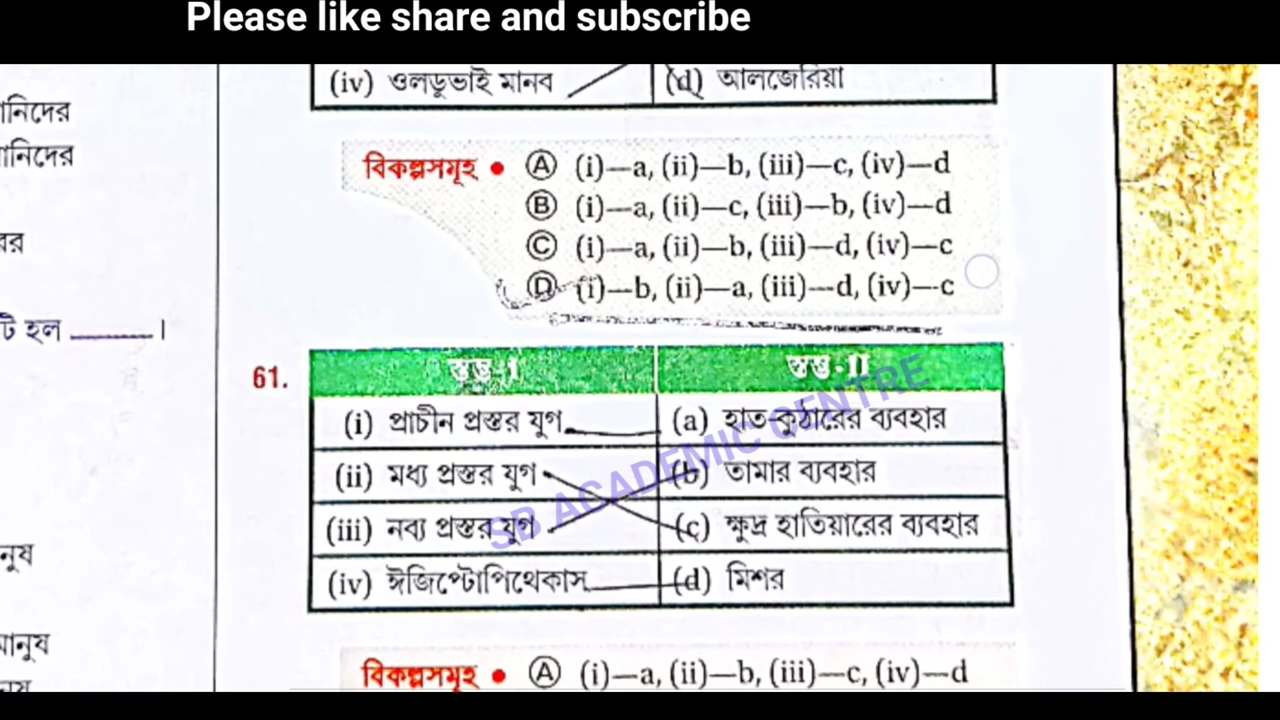 Please like share and subscribe
(iv) ওলডুভাই মানব (d) আলজেরিয়া
নিদের
নিদের
বিকল্পসমূহ • Ⓐ (i)—a, (ii)—b, (iii)—c, (iv)—d
Ⓑ (i)—a, (ii)—c, (iii)—b, (iv)—d
Ⓒ (i)—a, (ii)—b, (iii)—d, (iv)—c
Ⓓ (i)—b, (ii)—a, (iii)—d, (iv)—c
টি হল ______।
61. স্তম্ভ-I স্তম্ভ-II
(i) প্রাচীন প্রস্তর যুগ (a) হাত-কুঠারের ব্যবহার
(ii) মধ্য প্রস্তর যুগ (b) তামার ব্যবহার
(iii) নব্য প্রস্তর যুগ (c) ক্ষুদ্র হাতিয়ারের ব্যবহার
(iv) ঈজিপ্টোপিথেকাস (d) মিশর
SB ACADEMIC CENTRE
নুষ
মানুষ
বিকল্পসমূহ • Ⓐ (i)—a, (ii)—b, (iii)—c, (iv)—d